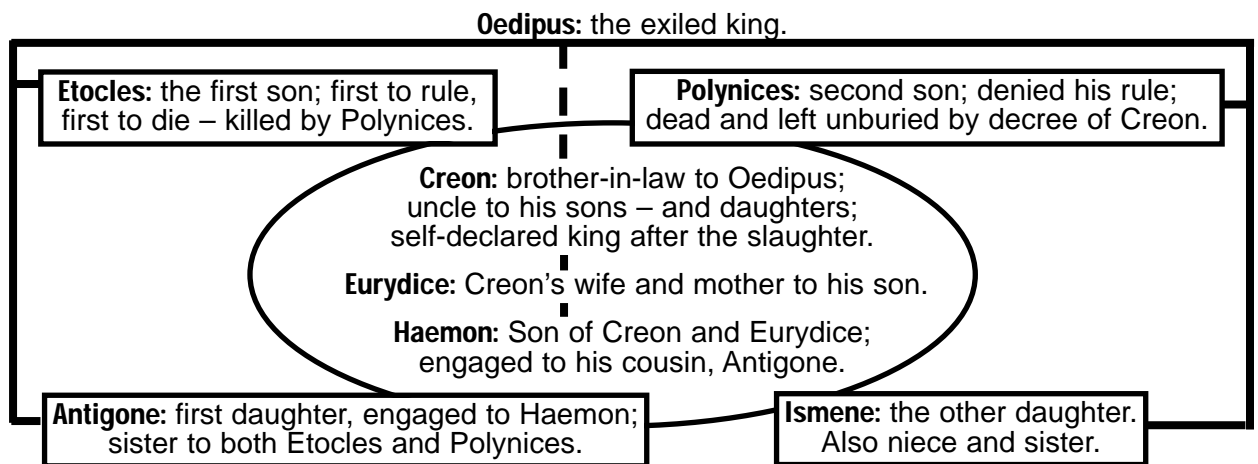 Oedipus: the exiled king.
Etocles: the first son; first to rule,
first to die – killed by Polynices.
Polynices: second son; denied his rule;
dead and left unburied by decree of Creon.
Creon: brother-in-law to Oedipus;
uncle to his sons – and daughters;
self-declared king after the slaughter.
Eurydice: Creon’s wife and mother to his son.
Haemon: Son of Creon and Eurydice;
engaged to his cousin, Antigone.
Antigone: first daughter, engaged to Haemon;
sister to both Etocles and Polynices.
Ismene: the other daughter.
Also niece and sister.